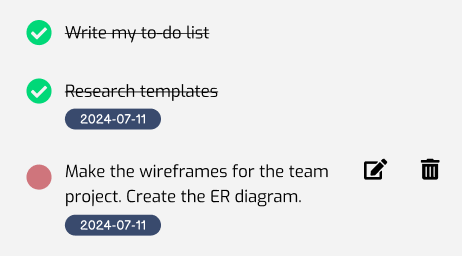 Write my to-do list
Research templates
2024-07-11
Make the wireframes for the team
project. Create the ER diagram.
2024-07-11